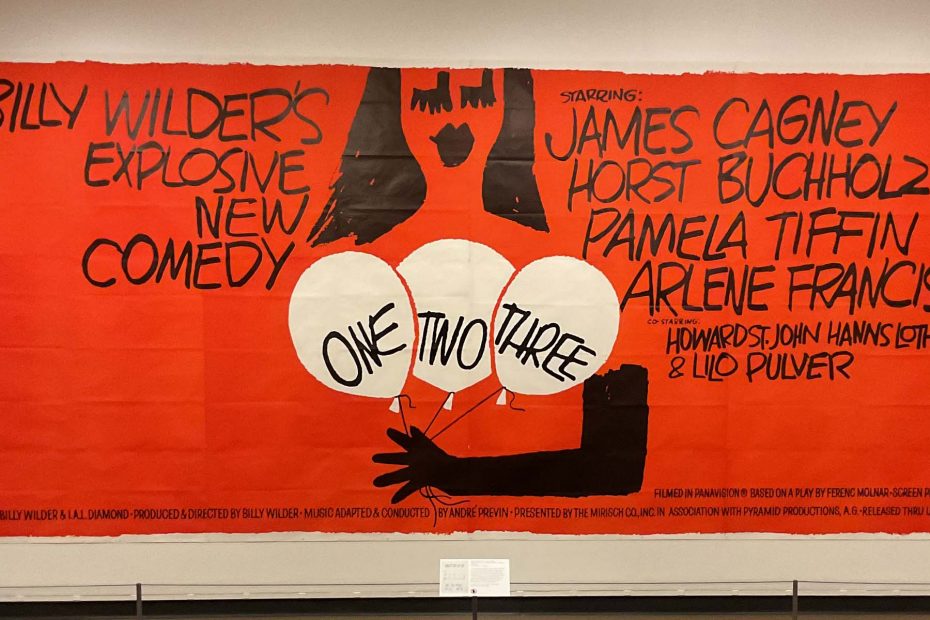 BILLY WILDER'S
EXPLOSIVE
NEW
COMEDY
ONE TWO THREE
STARRING:
JAMES CAGNEY
HORST BUCHHOLZ
PAMELA TIFFIN
ARLENE FRANCIS
CO-STARRING:
HOWARD ST. JOHN HANNS LOTH
& LILO PULVER
FILMED IN PANAVISION® BASED ON A PLAY BY FERENC MOLNAR · SCREEN P
BILLY WILDER & I.A.L. DIAMOND · PRODUCED & DIRECTED BY BILLY WILDER · MUSIC ADAPTED & CONDUCTED BY ANDRÉ PREVIN · PRESENTED BY THE MIRISCH CO., INC. IN ASSOCIATION WITH PYRAMID PRODUCTIONS, A.G. · RELEASED THRU